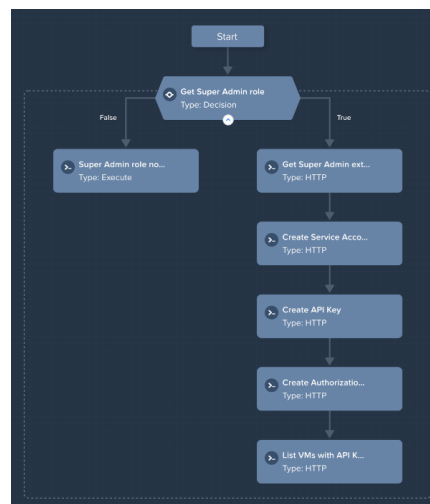 Start
Get Super Admin role
Type: Decision
False
True
Super Admin role no...
Type: Execute
Get Super Admin ext...
Type: HTTP
Create Service Acco...
Type: HTTP
Create API Key
Type: HTTP
Create Authorizatio...
Type: HTTP
List VMs with API K...
Type: HTTP